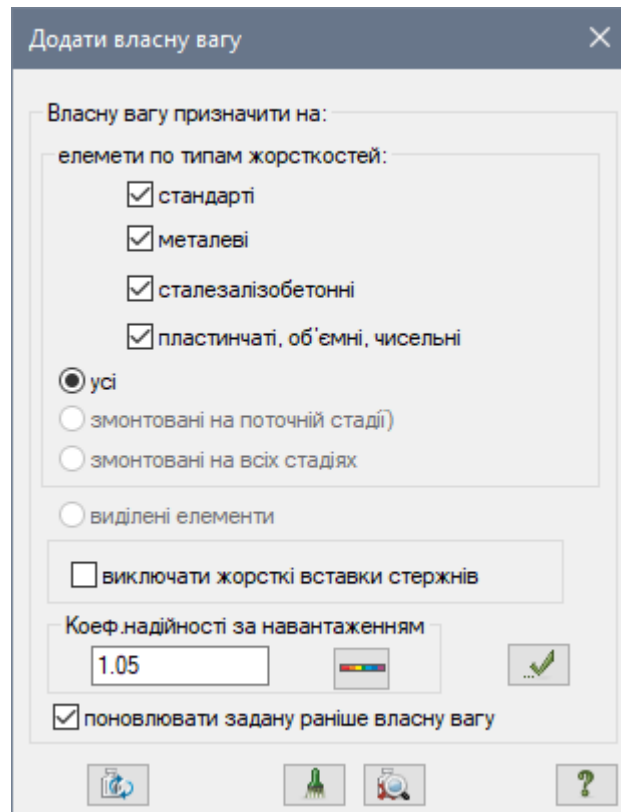 Додати власну вагу
Власну вагу призначити на:
елемети по типам жорсткостей:
стандарті
металеві
сталезалізобетонні
пластинчаті, об'ємні, чисельні
усі
змонтовані на поточній стадії)
змонтовані на всіх стадіях
виділені елементи
виключати жорсткі вставки стержнів
Коеф.надійності за навантаженням
1.05
поновлювати задану раніше власну вагу
?